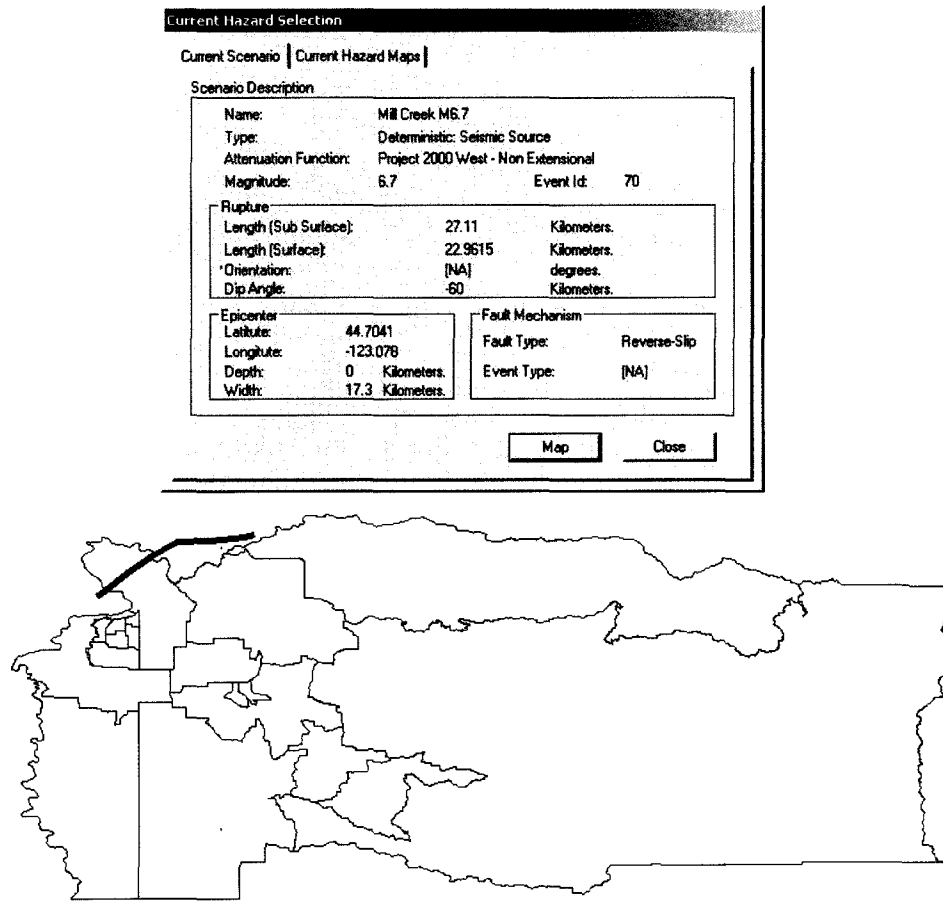 Current Hazard Selection
Current Scenario Current Hazard Maps
Scenario Description
Name: Mill Creek M6.7
Type: Deterministic: Seismic Source
Attenuation Function: Project 2000 West - Non Extensional
Magnitude: 6.7 Event Id: 70
Rupture
Length (Sub Surface): 27.11 Kilometers.
Length (Surface): 22.9615 Kilometers.
Orientation: [NA] degrees.
Dip Angle: -60 Kilometers.
Epicenter
Latitute: 44.7041
Longitute: -123.078
Depth: 0 Kilometers.
Width: 17.3 Kilometers.
Fault Mechanism
Fault Type: Reverse-Slip
Event Type: [NA]
Map Close